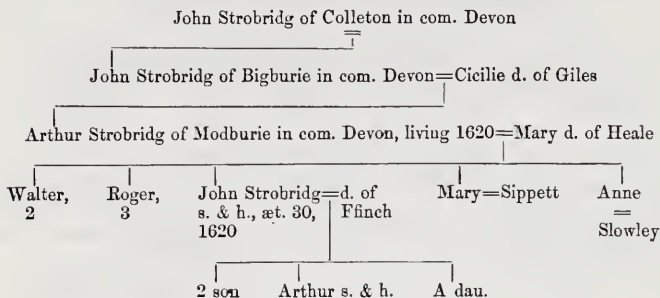 John Strobridg of Colleton in com. Devon
John Strobridg of Bigburie in com. Devon=Cicilie d. of Giles
Arthur Strobridg of Modburie in com. Devon, living 1620=Mary d. of Heale
Walter,
2
Roger,
3
John Strobridg=d. of
s. & h., æt. 30, Ffinch
1620
Mary=Sippett
Anne
=
Slowley
2 son Arthur s. & h. A dau.